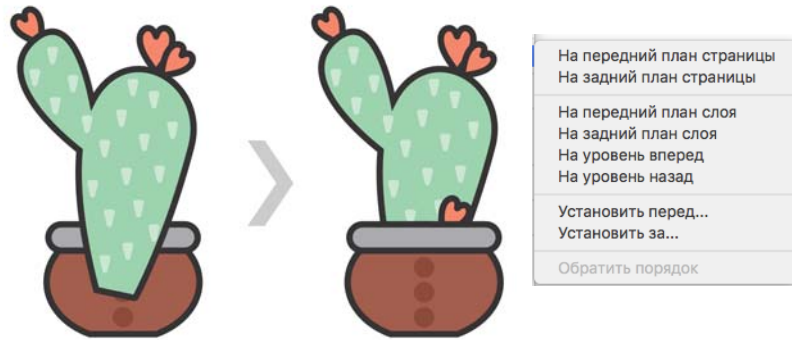 На передний план страницы
На задний план страницы
На передний план слоя
На задний план слоя
На уровень вперед
На уровень назад
Установить перед...
Установить за...
Обратить порядок